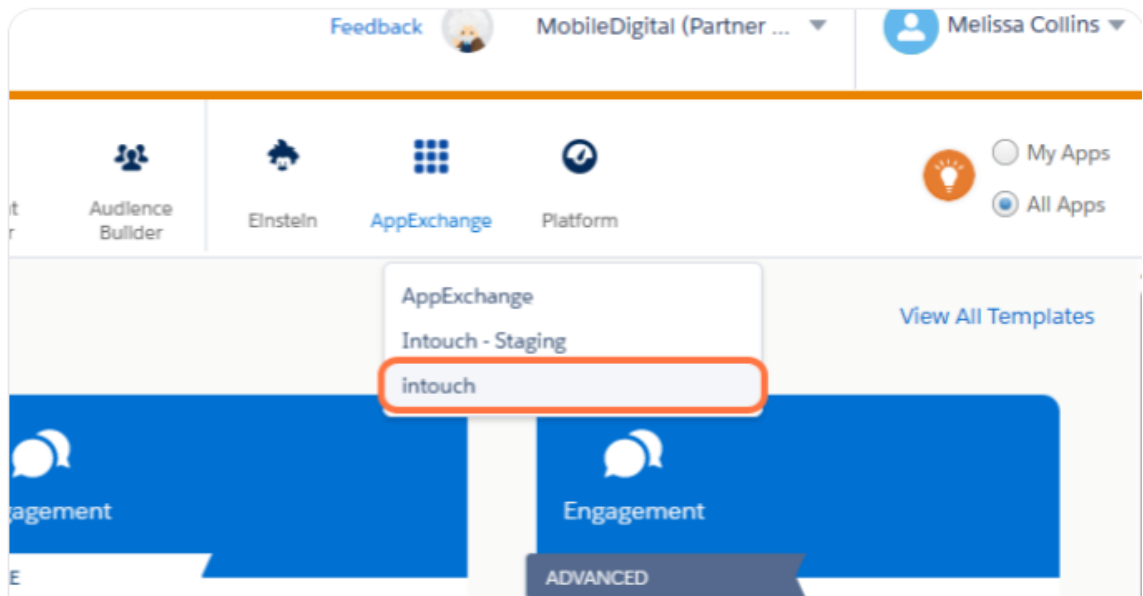 Feedback
MobileDigital (Partner ...
Melissa Collins
Audience
Builder
Einstein
AppExchange
Platform
My Apps
All Apps
AppExchange
Intouch - Staging
intouch
View All Templates
agement
Engagement
E
ADVANCED